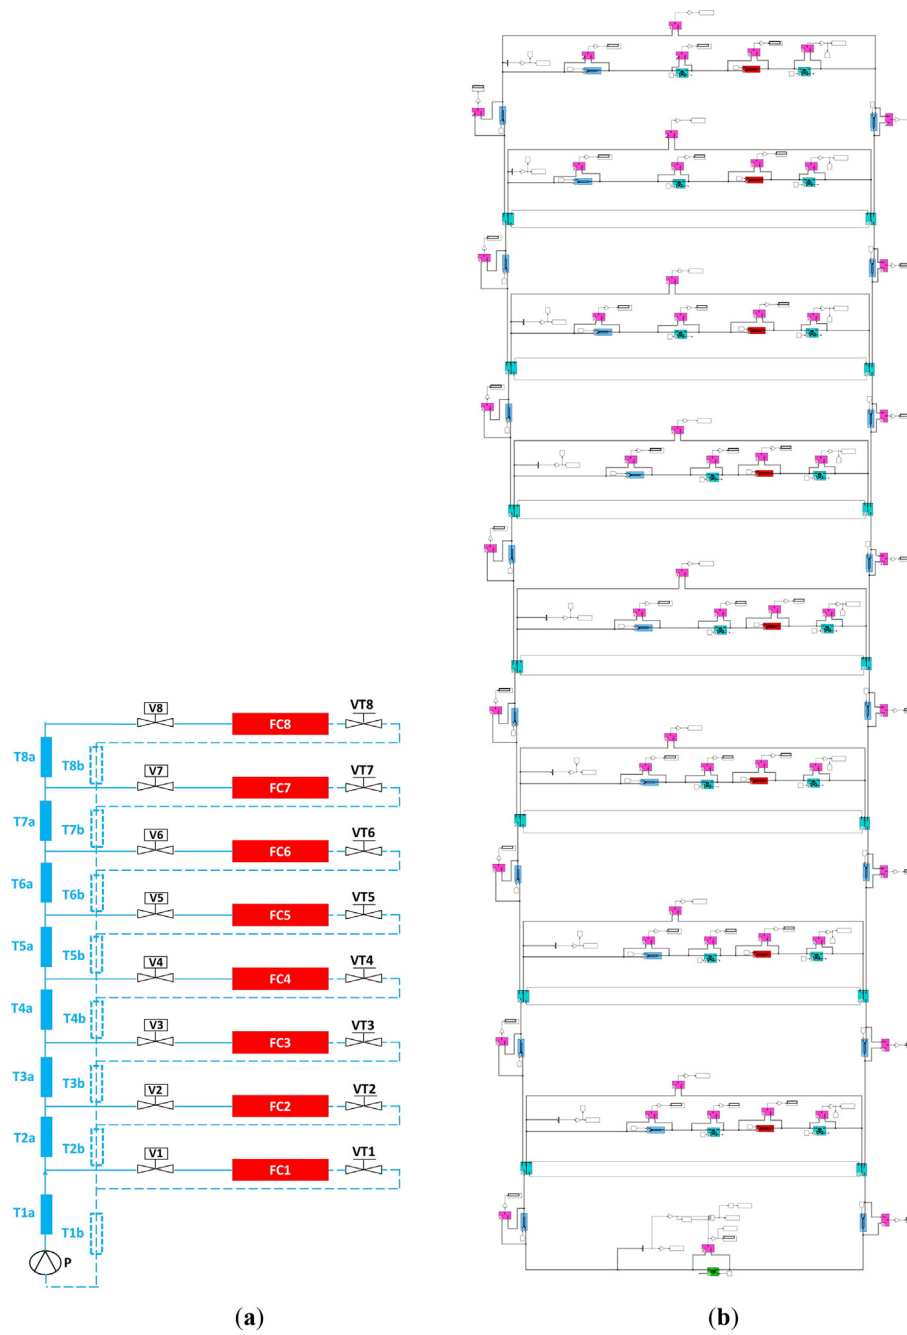 V8 FC8 VT8
T8a T8b
V7 FC7 VT7
T7a T7b
V6 FC6 VT6
T6a T6b
V5 FC5 VT5
T5a T5b
V4 FC4 VT4
T4a T4b
V3 FC3 VT3
T3a T3b
V2 FC2 VT2
T2a T2b
V1 FC1 VT1
T1a T1b
P
(a) (b)